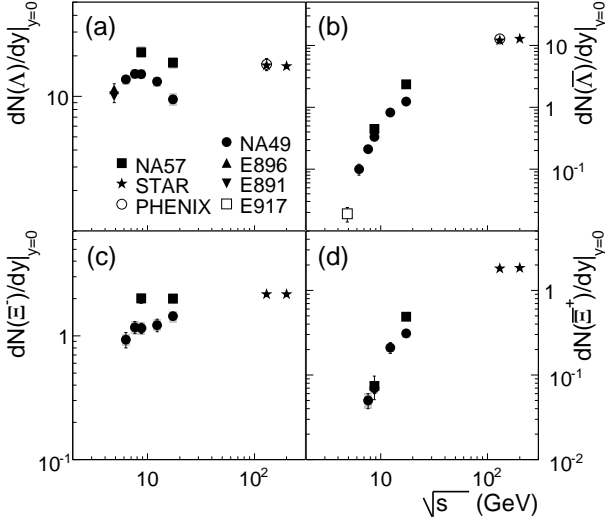 dN(Λ)/dy|y=0
(a)
10
NA57
STAR
PHENIX
NA49
E896
E891
E917
(b)
10
1
10⁻¹
dN(Λ̅)/dy|y=0
dN(Ξ⁻)/dy|y=0
(c)
1
10⁻¹
10
10²
(d)
1
10⁻¹
10⁻²
dN(Ξ̅⁺)/dy|y=0
10
10²
√s (GeV)